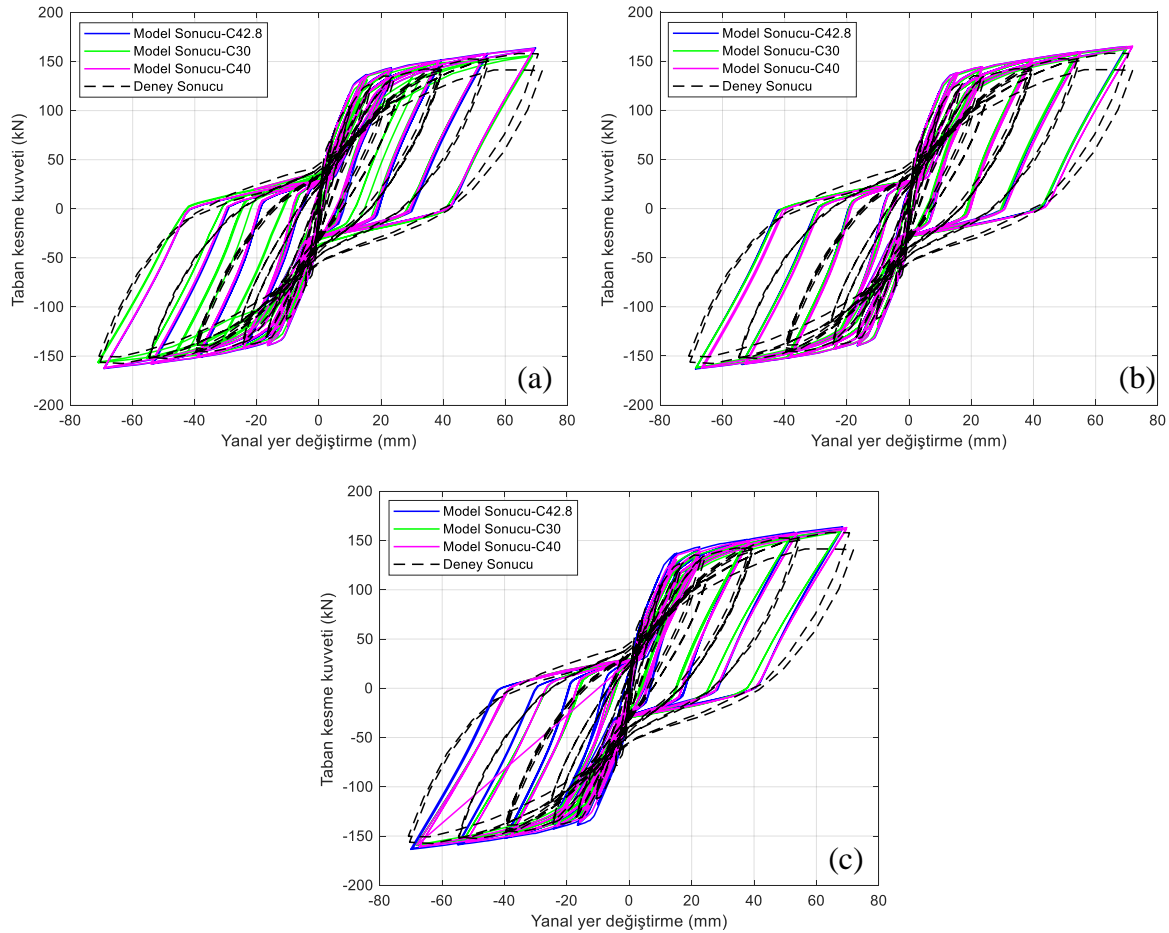 200
150
100
50
0
-50
-100
-150
-200
Taban kesme kuvveti (kN)
Model Sonucu-C42.8
Model Sonucu-C30
Model Sonucu-C40
Deney Sonucu
(a)
-80 -60 -40 -20 0 20 40 60 80
Yanal yer değiştirme (mm)
200
150
100
50
0
-50
-100
-150
-200
Taban kesme kuvveti (kN)
Model Sonucu-C42.8
Model Sonucu-C30
Model Sonucu-C40
Deney Sonucu
(b)
-80 -60 -40 -20 0 20 40 60 80
Yanal yer değiştirme (mm)
200
150
100
50
0
-50
-100
-150
-200
Taban kesme kuvveti (kN)
Model Sonucu-C42.8
Model Sonucu-C30
Model Sonucu-C40
Deney Sonucu
(c)
-80 -60 -40 -20 0 20 40 60 80
Yanal yer değiştirme (mm)